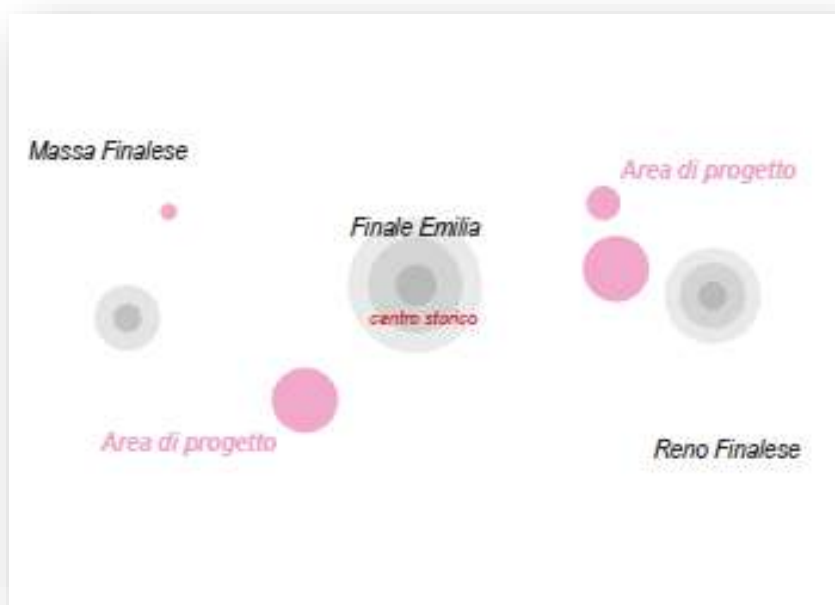 Massa Finalese
Area di progetto
Finale Emilia
centro storico
Area di progetto
Reno Finalese